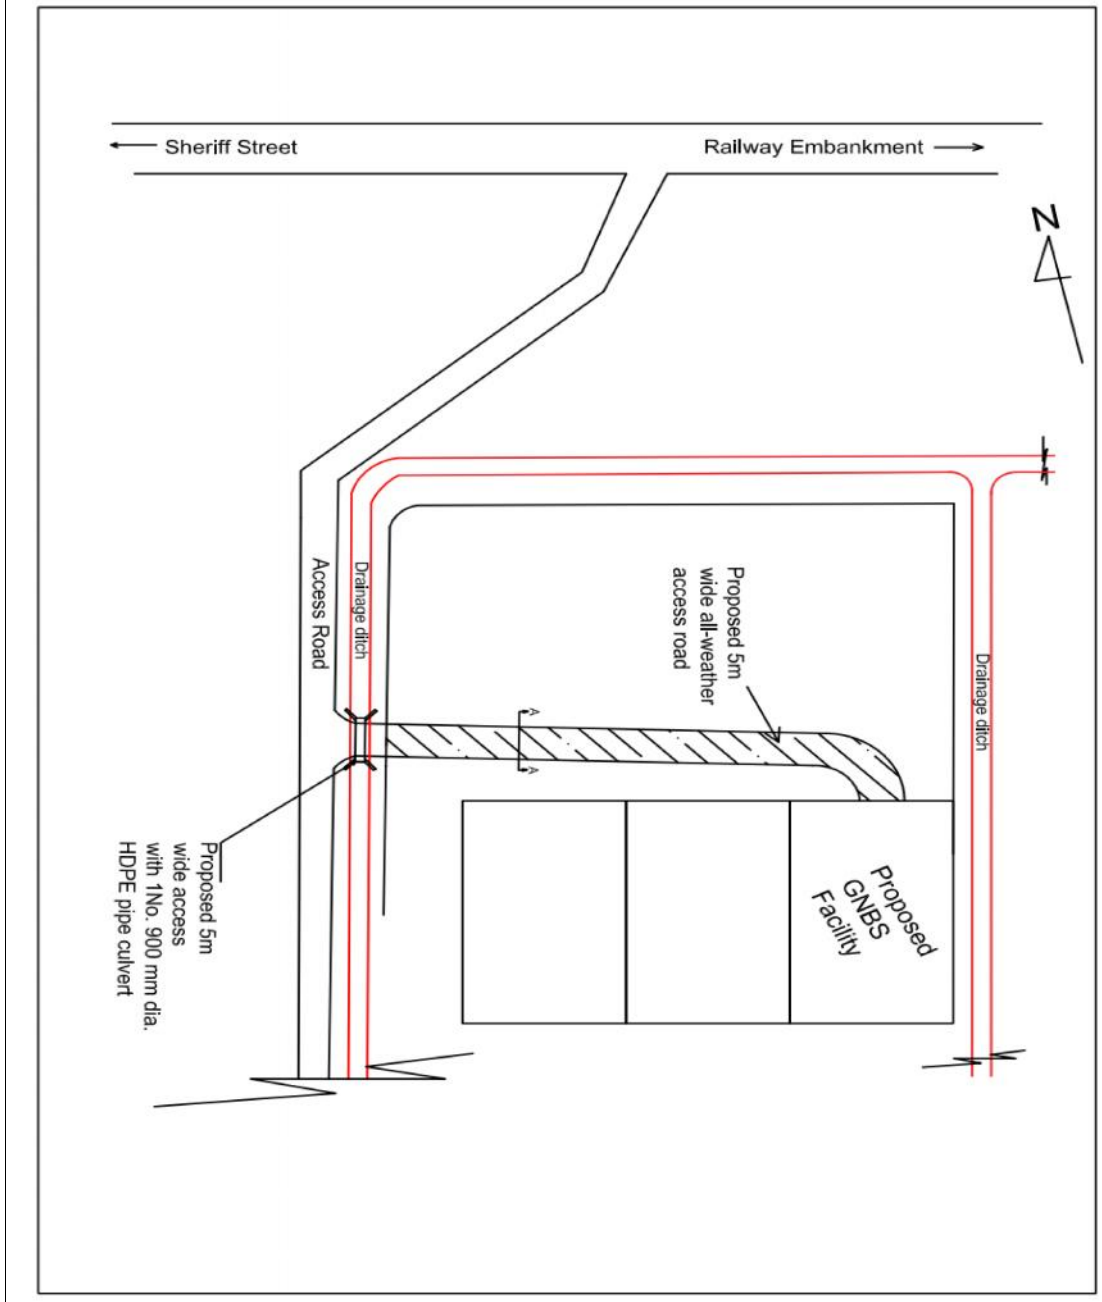 Sheriff Street
Railway Embankment
N
Proposed 5m
wide all-weather
access road
Access Road
Drainage ditch
Drainage ditch
A
A
Proposed
GNBS
Facility
Proposed 5m
wide access
with 1No. 900 mm dia.
HDPE pipe culvert